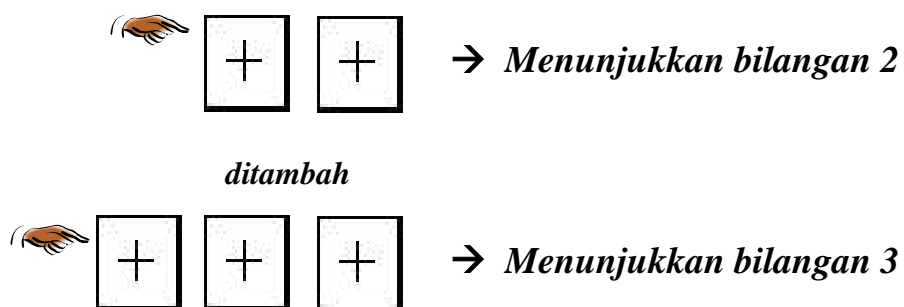 + + → Menunjukkan bilangan 2
ditambah
+ + + → Menunjukkan bilangan 3